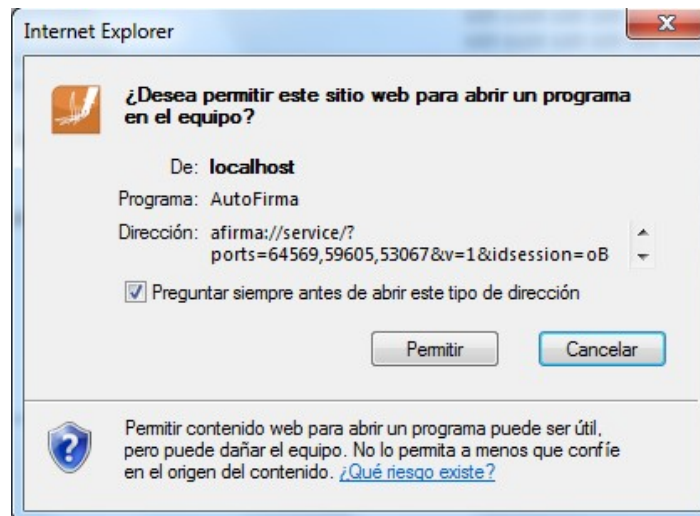 Internet Explorer
¿Desea permitir este sitio web para abrir un programa
en el equipo?
De: localhost
Programa: AutoFirma
Dirección: afirma://service/?
ports=64569,59605,53067&v=1&idsession=oB
Preguntar siempre antes de abrir este tipo de dirección
Permitir Cancelar
Permitir contenido web para abrir un programa puede ser útil,
pero puede dañar el equipo. No lo permita a menos que confíe
en el origen del contenido. ¿Qué riesgo existe?